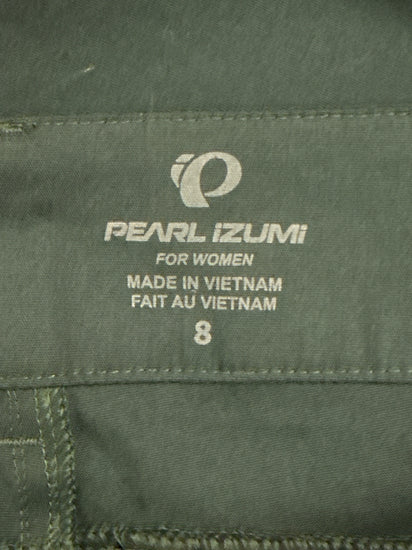 PEARL iZUMi
FOR WOMEN
MADE IN VIETNAM
FAIT AU VIETNAM
8